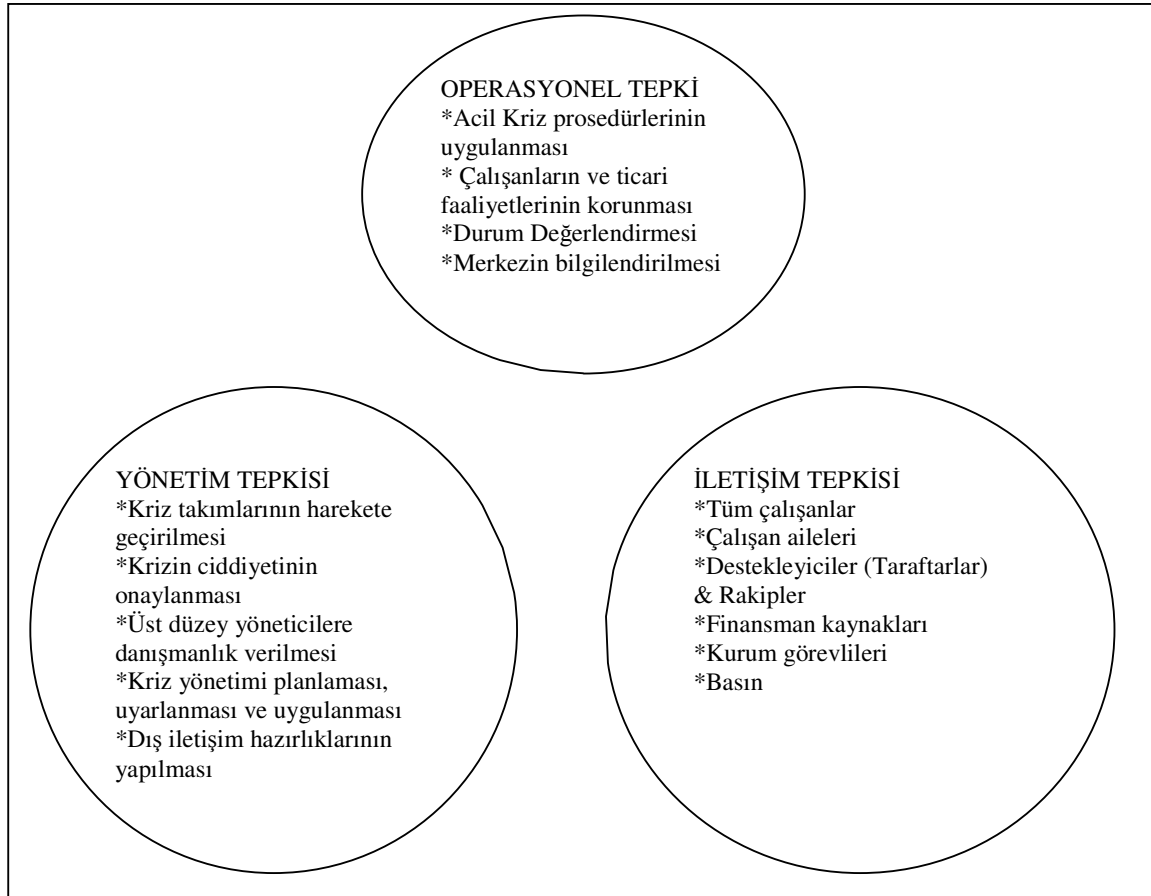 OPERASYONEL TEPKİ
*Acil Kriz prosedürlerinin
uygulanması
* Çalışanların ve ticari
faaliyetlerinin korunması
*Durum Değerlendirmesi
*Merkezin bilgilendirilmesi
YÖNETİM TEPKİSİ
*Kriz takımlarının harekete
geçirilmesi
*Krizin ciddiyetinin
onaylanması
*Üst düzey yöneticilere
danışmanlık verilmesi
*Kriz yönetimi planlaması,
uyarlanması ve uygulanması
*Dış iletişim hazırlıklarının
yapılması
İLETİŞİM TEPKİSİ
*Tüm çalışanlar
*Çalışan aileleri
*Destekleyiciler (Taraftarlar)
& Rakipler
*Finansman kaynakları
*Kurum görevlileri
*Basın